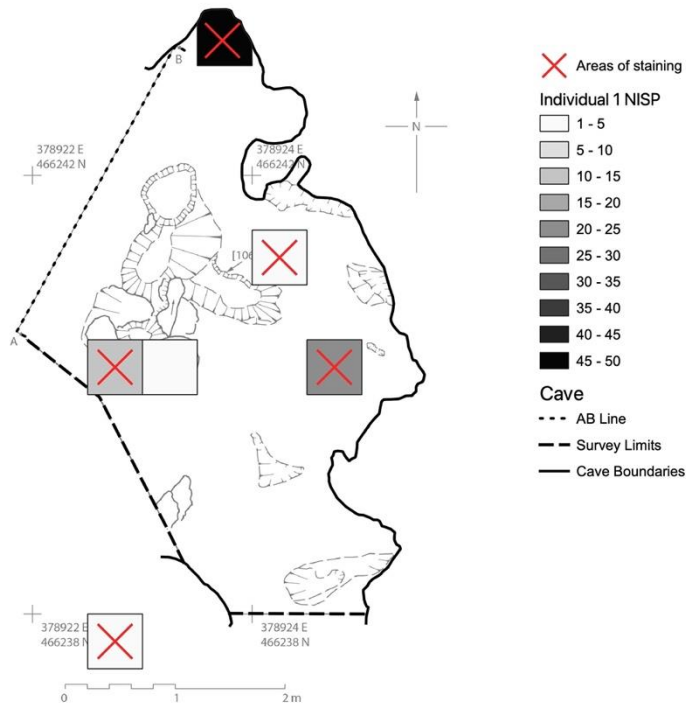 B
378922 E
466242 N
378924 E
466242 N
N
[106
A
378922 E
466238 N
378924 E
466238 N
0 1 2 m
Areas of staining
Individual 1 NISP
1 - 5
5 - 10
10 - 15
15 - 20
20 - 25
25 - 30
30 - 35
35 - 40
40 - 45
45 - 50
Cave
AB Line
Survey Limits
Cave Boundaries